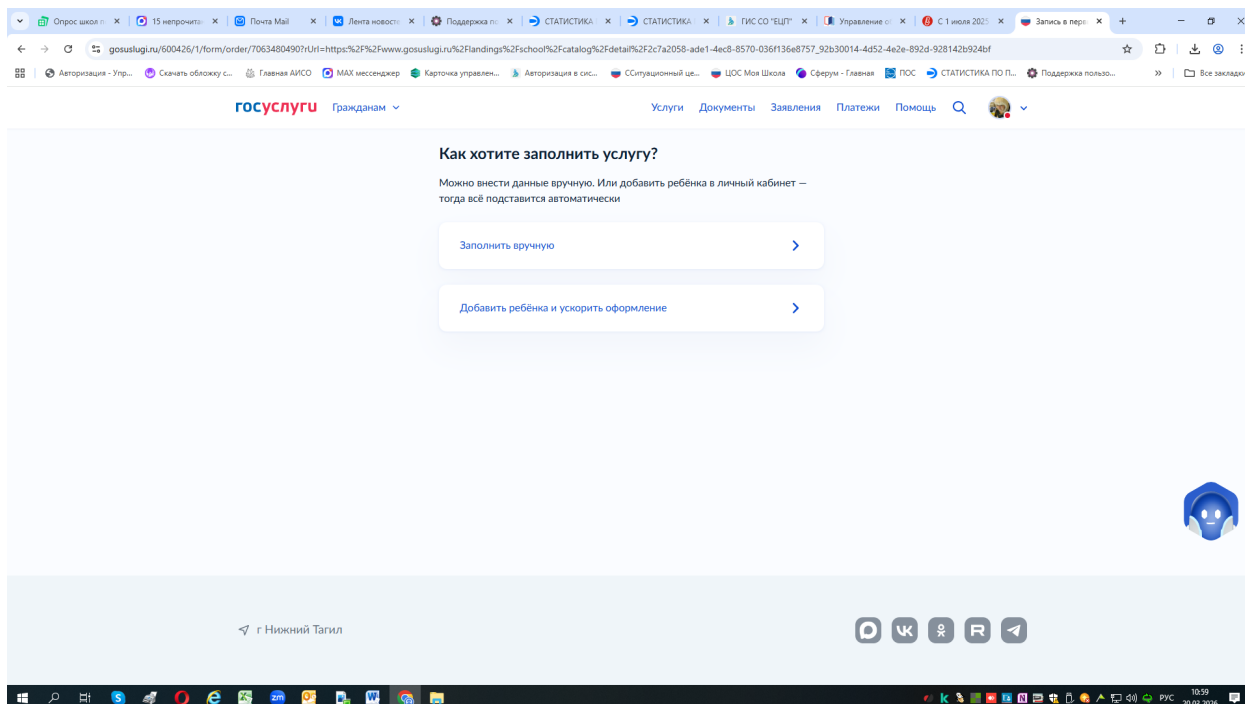 Опрос школ п
15 непрочита
Почта Mail
Лента новосте
Поддержка по
СТАТИСТИКА
СТАТИСТИКА
ГИС СО "ЕЦП"
Управление об
С 1 июля 2025
Запись в перв
gosuslugi.ru/600426/1/form/order/7063480490?rUrl=https:%2F%2Fwww.gosuslugi.ru%2Flandings%2Fschool%2Fcatalog%2Fdetail%2F2c7a2058-ade1-4ec8-8570-036f136e8757_92b30014-4d52-4e2e-892d-928142b924bf
Авторизация - Упр...
Скачать обложку с...
Главная АИСО
MAX мессенджер
Карточка управлен...
Авторизация в сис...
ССитуационный це...
ЦОС Моя Школа
Сферум - Главная
ПОС
СТАТИСТИКА ПО П...
Поддержка пользо...
Все закладки
госуслуги
Гражданам
Услуги
Документы
Заявления
Платежи
Помощь
Как хотите заполнить услугу?
Можно внести данные вручную. Или добавить ребёнка в личный кабинет —
тогда всё подставится автоматически
Заполнить вручную
Добавить ребёнка и ускорить оформление
г Нижний Тагил
РУС
10:59
20.03.2026